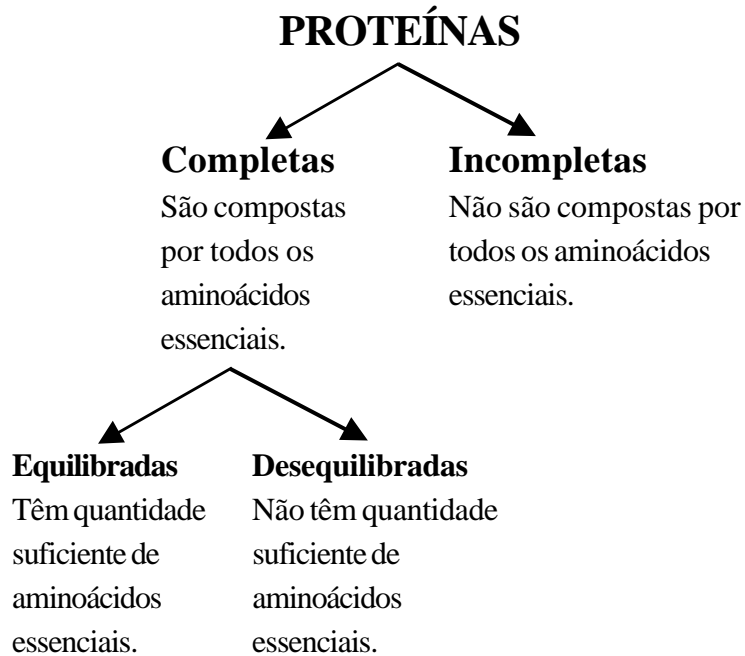 PROTEÍNAS
Completas
São compostas
por todos os
aminoácidos
essenciais.
Incompletas
Não são compostas por
todos os aminoácidos
essenciais.
Equilibradas
Têm quantidade
suficiente de
aminoácidos
essenciais.
Desequilibradas
Não têm quantidade
suficiente de
aminoácidos
essenciais.